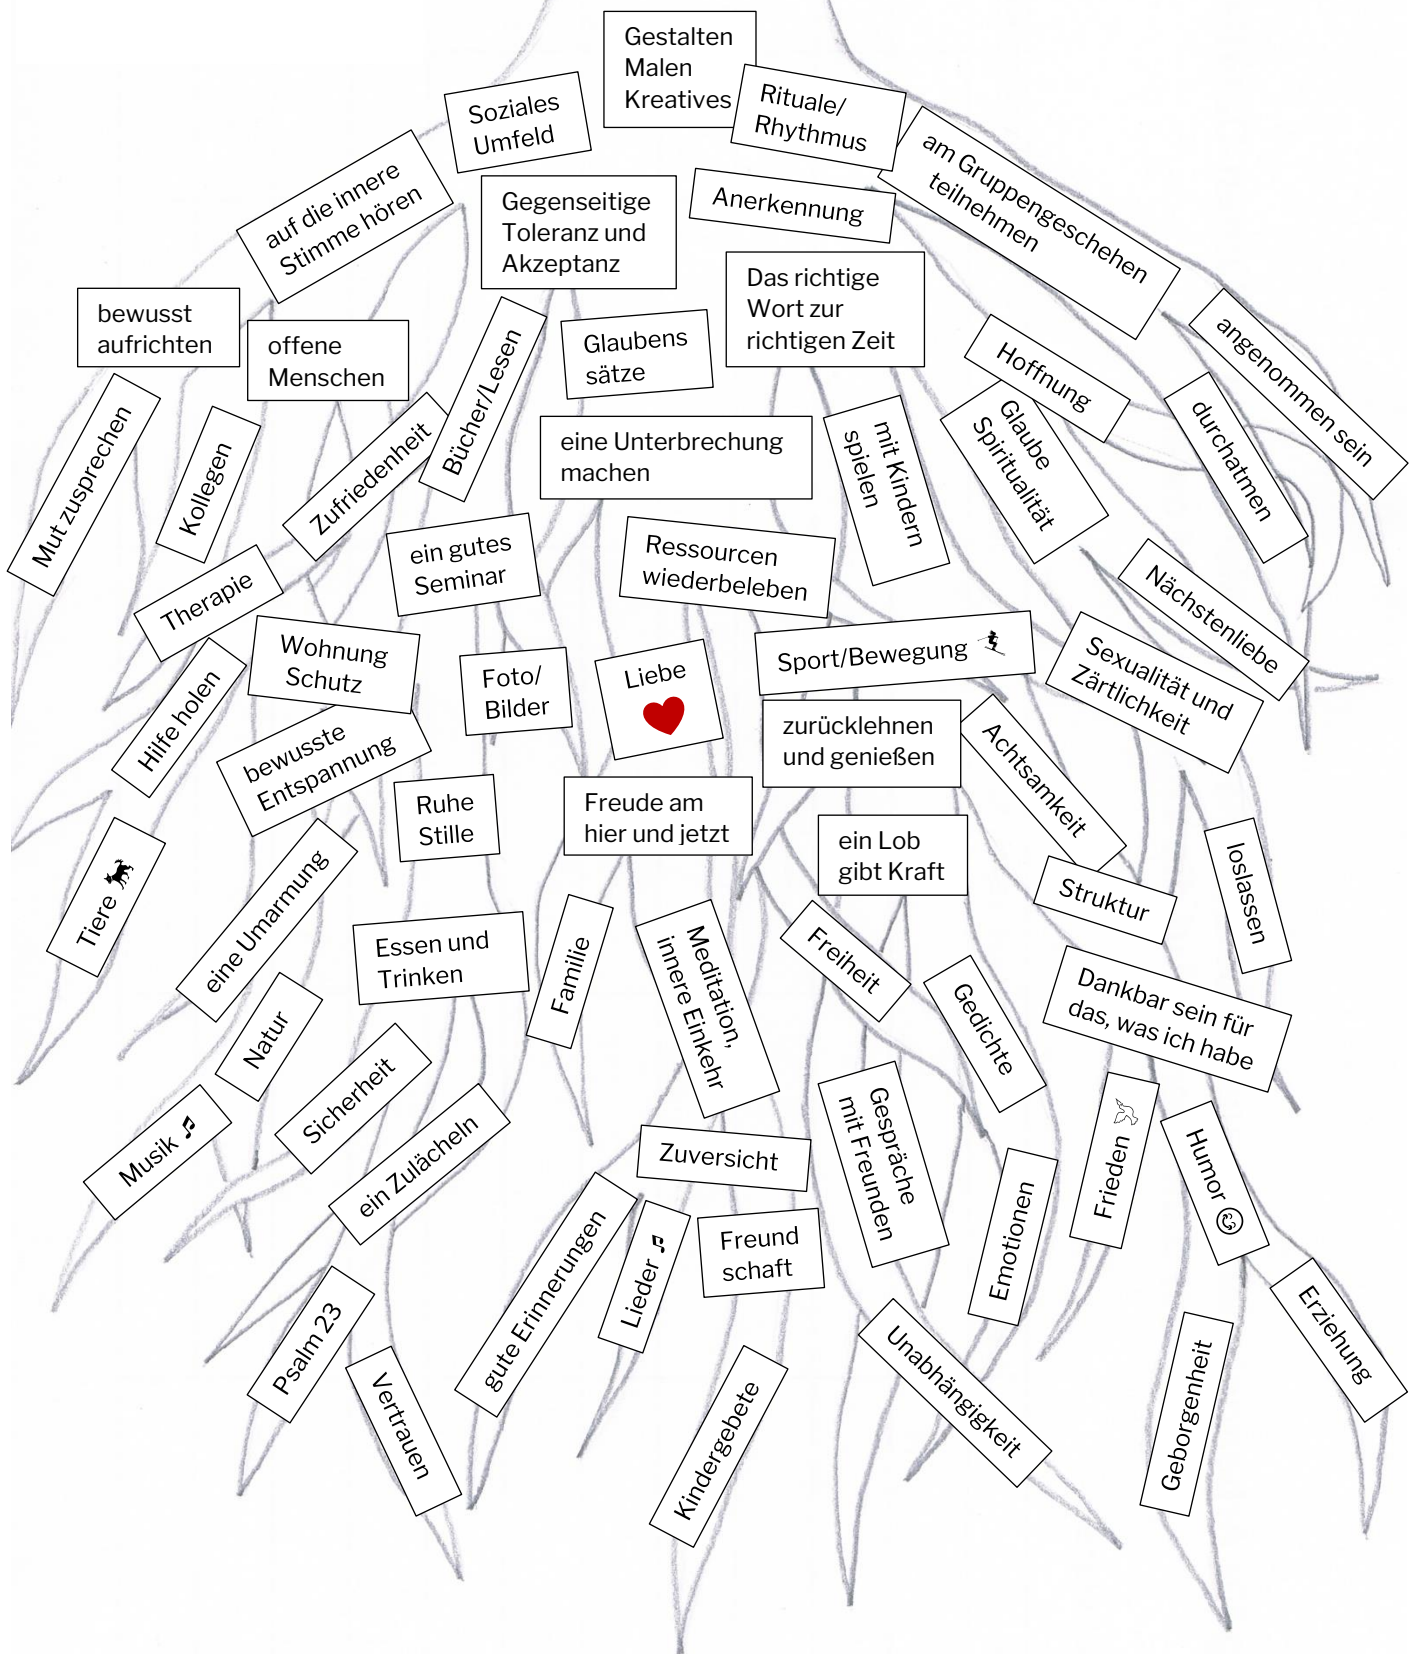 Gestalten
Malen
Kreatives
Soziales
Umfeld
Rituale/
Rhythmus
am Gruppengeschehen
teilnehmen
auf die innere
Stimme hören
Gegenseitige
Toleranz und
Akzeptanz
Anerkennung
Das richtige
Wort zur
richtigen Zeit
bewusst
aufrichten
offene
Menschen
Bücher/Lesen
Glaubens
sätze
Hoffnung
angenommen sein
Mut zusprechen
Kollegen
Zufriedenheit
eine Unterbrechung
machen
mit Kindern
spielen
Glaube
Spiritualität
durchatmen
ein gutes
Seminar
Ressourcen
wiederbeleben
Therapie
Nächstenliebe
Wohnung
Schutz
Foto/
Bilder
Liebe
Sport/Bewegung
Sexualität und
Zärtlichkeit
Hilfe holen
bewusste
Entspannung
zurücklehnen
und genießen
Achtsamkeit
Ruhe
Stille
Freude am
hier und jetzt
ein Lob
gibt Kraft
Struktur
loslassen
Tiere
eine Umarmung
Essen und
Trinken
Familie
Meditation,
innere Einkehr
Freiheit
Gedichte
Dankbar sein für
das, was ich habe
Natur
Sicherheit
Musik
ein Zulächeln
Zuversicht
Gespräche
mit Freunden
Emotionen
Frieden
Humor
gute Erinnerungen
Lieder
Freund
schaft
Erziehung
Psalm 23
Vertrauen
Kindergebete
Unabhängigkeit
Geborgenheit